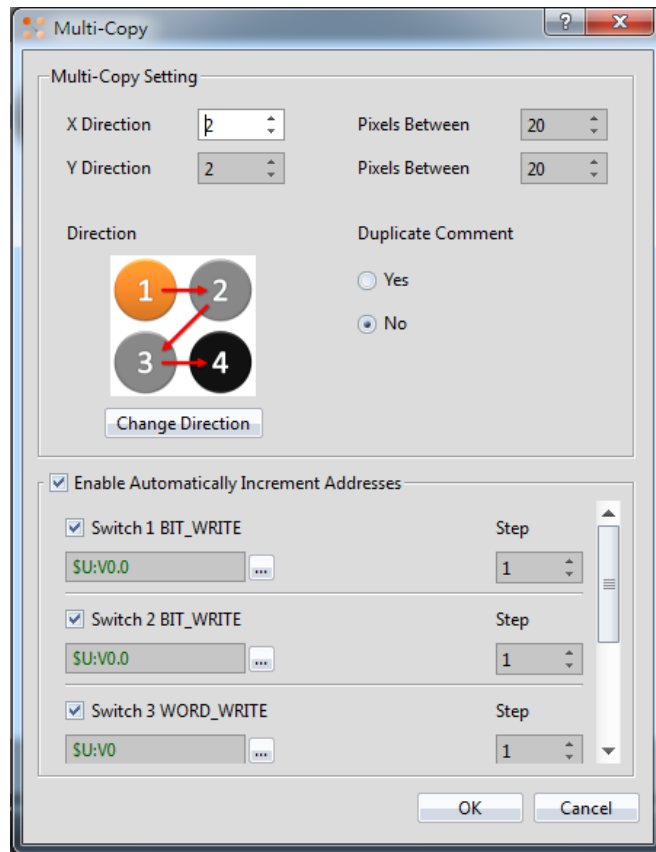 Multi-Copy
?
X
Multi-Copy Setting
X Direction 2 Pixels Between 20
Y Direction 2 Pixels Between 20
Direction Duplicate Comment
1 2
3 4
Yes
No
Change Direction
Enable Automatically Increment Addresses
Switch 1 BIT_WRITE Step
$U:V0.0 ... 1
Switch 2 BIT_WRITE Step
$U:V0.0 ... 1
Switch 3 WORD_WRITE Step
$U:V0 ... 1
OK Cancel